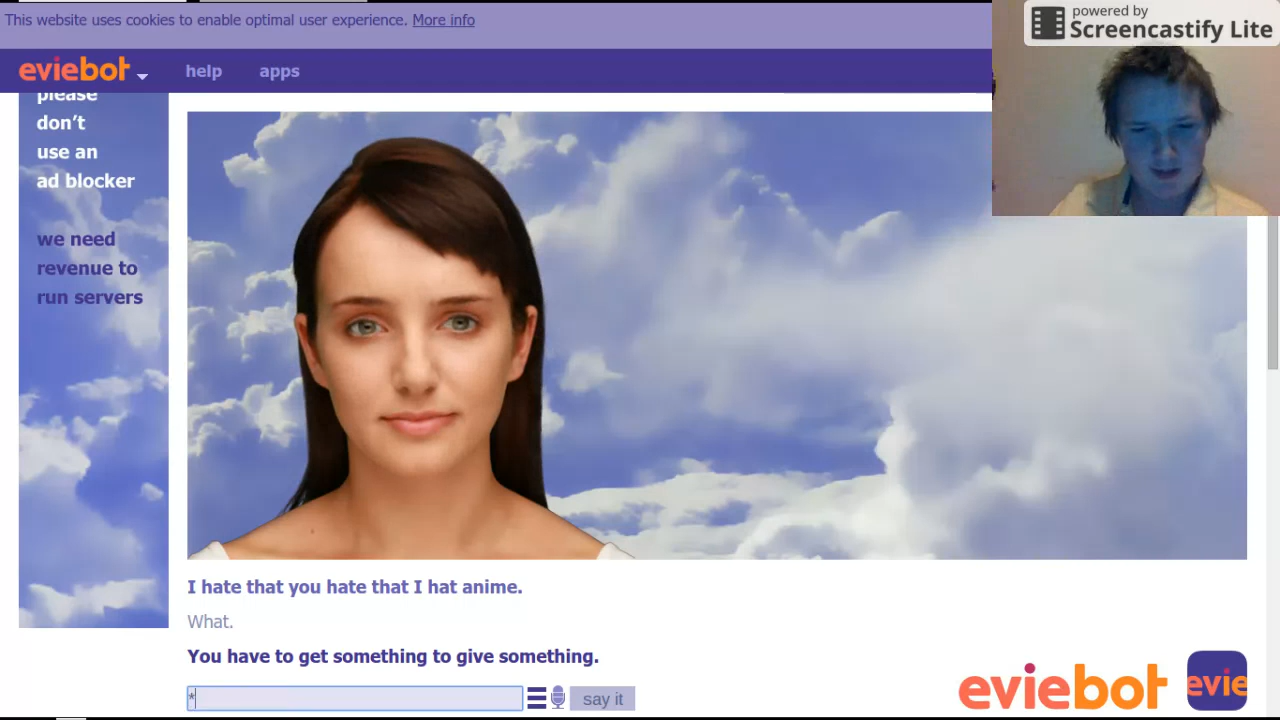 This website uses cookies to enable optimal user experience. More info
powered by
Screencastify Lite
eviebot help apps
please
don’t
use an
ad blocker
we need
revenue to
run servers
I hate that you hate that I hat anime.
What.
You have to get something to give something.
* say it
eviebot evie